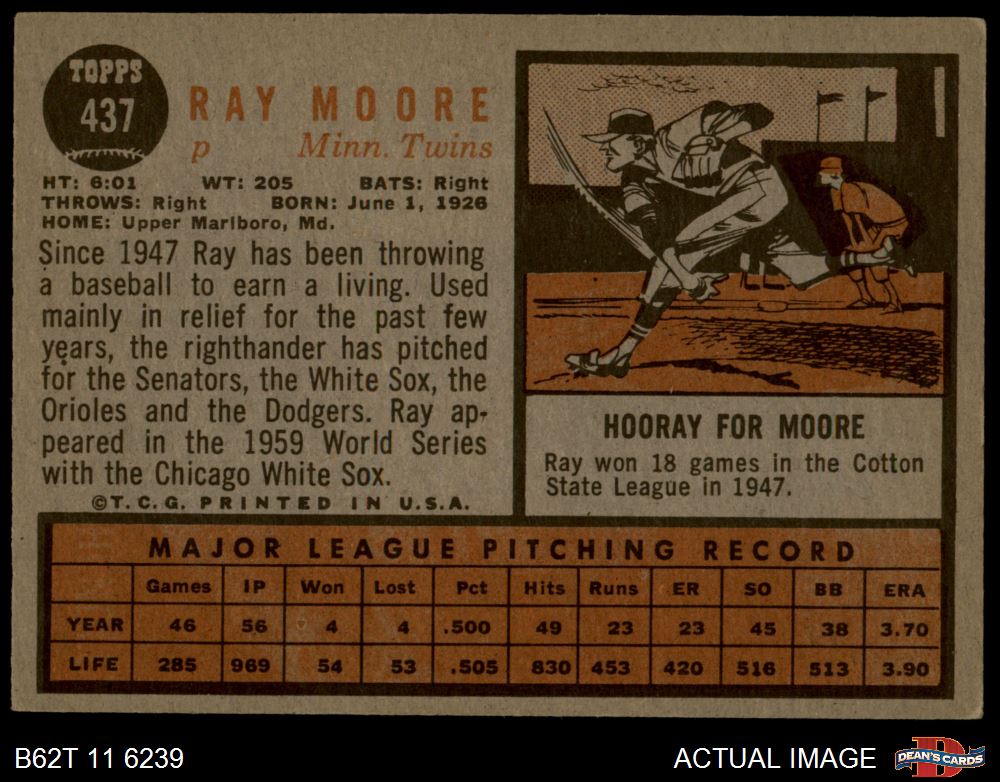 TOPPS
437
RAY MOORE
p Minn. Twins
HT: 6:01 WT: 205 BATS: Right
THROWS: Right BORN: June 1, 1926
HOME: Upper Marlboro, Md.
Since 1947 Ray has been throwing
a baseball to earn a living. Used
mainly in relief for the past few
years, the righthander has pitched
for the Senators, the White Sox, the
Orioles and the Dodgers. Ray ap-
peared in the 1959 World Series
with the Chicago White Sox.
©T.C.G. PRINTED IN U.S.A.
HOORAY FOR MOORE
Ray won 18 games in the Cotton
State League in 1947.
MAJOR LEAGUE PITCHING RECORD
Games IP Won Lost Pct Hits Runs ER SO BB ERA
YEAR 46 56 4 4 .500 49 23 23 45 38 3.70
LIFE 285 969 54 53 .505 830 453 420 516 513 3.90
B62T 11 6239
ACTUAL IMAGE
D
DEAN'S CARDS